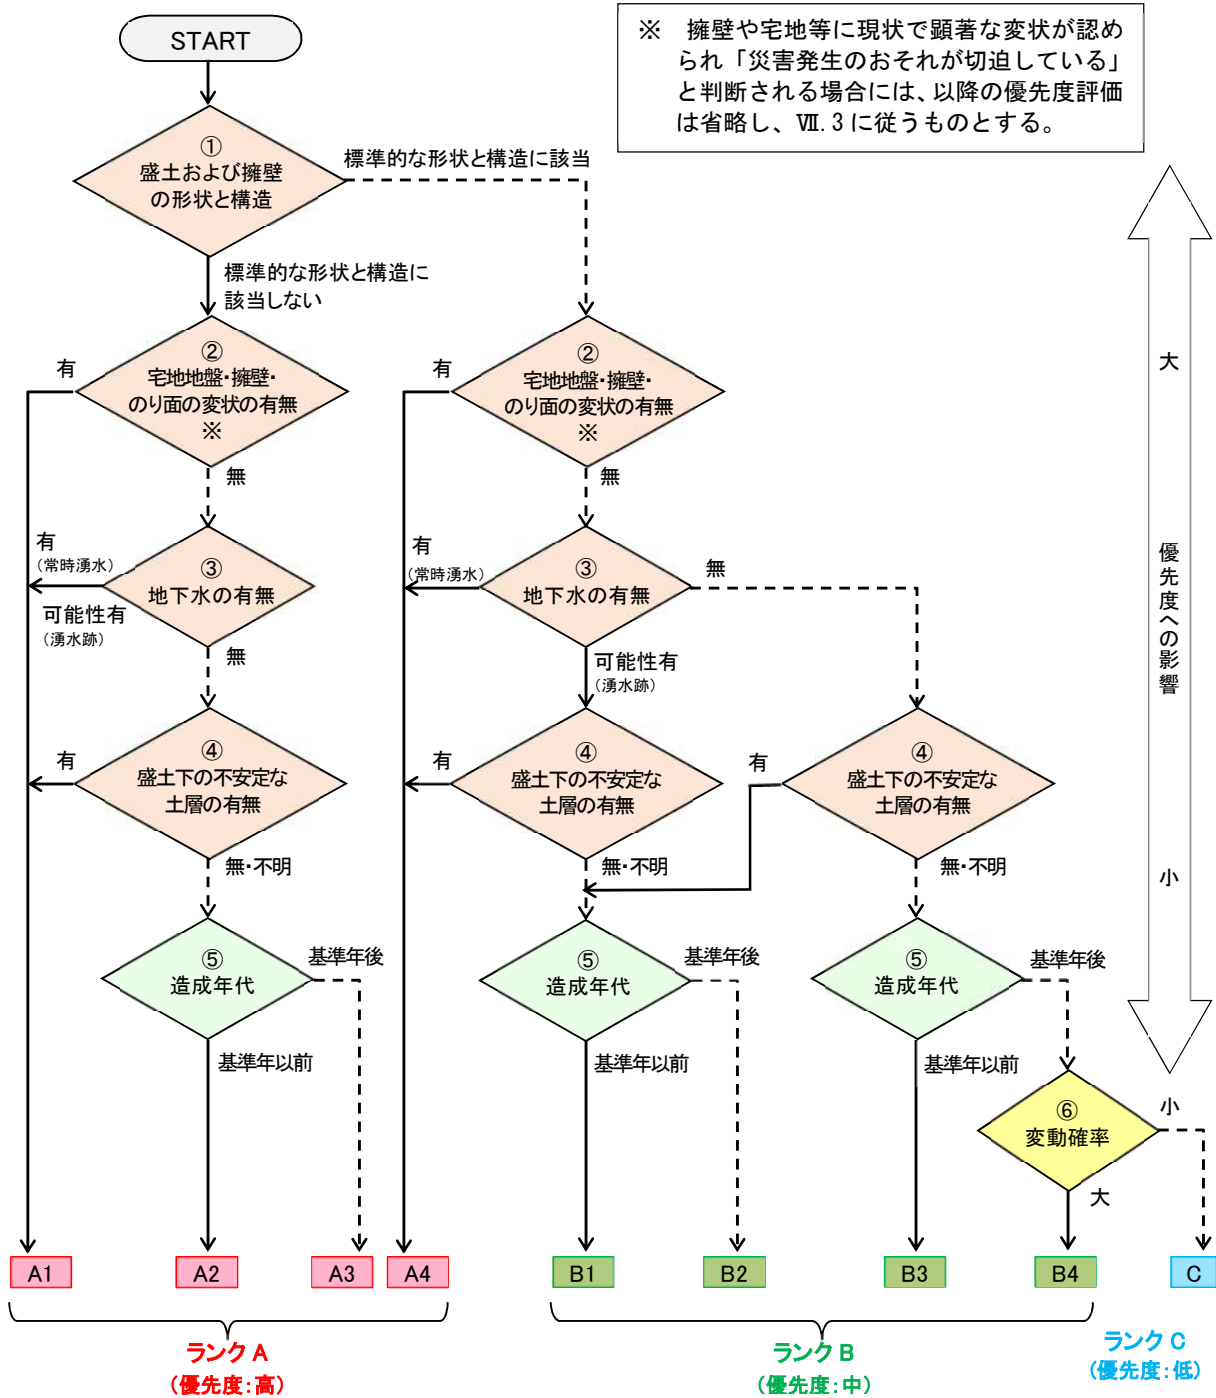 START
※ 擁壁や宅地等に現状で顕著な変状が認め
られ「災害発生のおそれが切迫している」
と判断される場合には、以降の優先度評価
は省略し、Ⅶ.3 に従うものとする。
①
盛土および擁壁
の形状と構造
標準的な形状と構造に該当
標準的な形状と構造に
該当しない
②
宅地地盤・擁壁・
のり面の変状の有無
※
有
無
②
宅地地盤・擁壁・
のり面の変状の有無
※
有
無
大
③
地下水の有無
有
(常時湧水)
可能性有
(湧水跡)
無
③
地下水の有無
有
(常時湧水)
無
可能性有
(湧水跡)
優先度への影響
④
盛土下の不安定な
土層の有無
有
無・不明
④
盛土下の不安定な
土層の有無
有
無・不明
④
盛土下の不安定な
土層の有無
有
無・不明
小
⑤
造成年代
基準年後
基準年以前
⑤
造成年代
基準年後
基準年以前
⑤
造成年代
基準年後
基準年以前
⑥
変動確率
小
大
A1
A2
A3
A4
B1
B2
B3
B4
C
ランク A
(優先度:高)
ランク B
(優先度:中)
ランク C
(優先度:低)